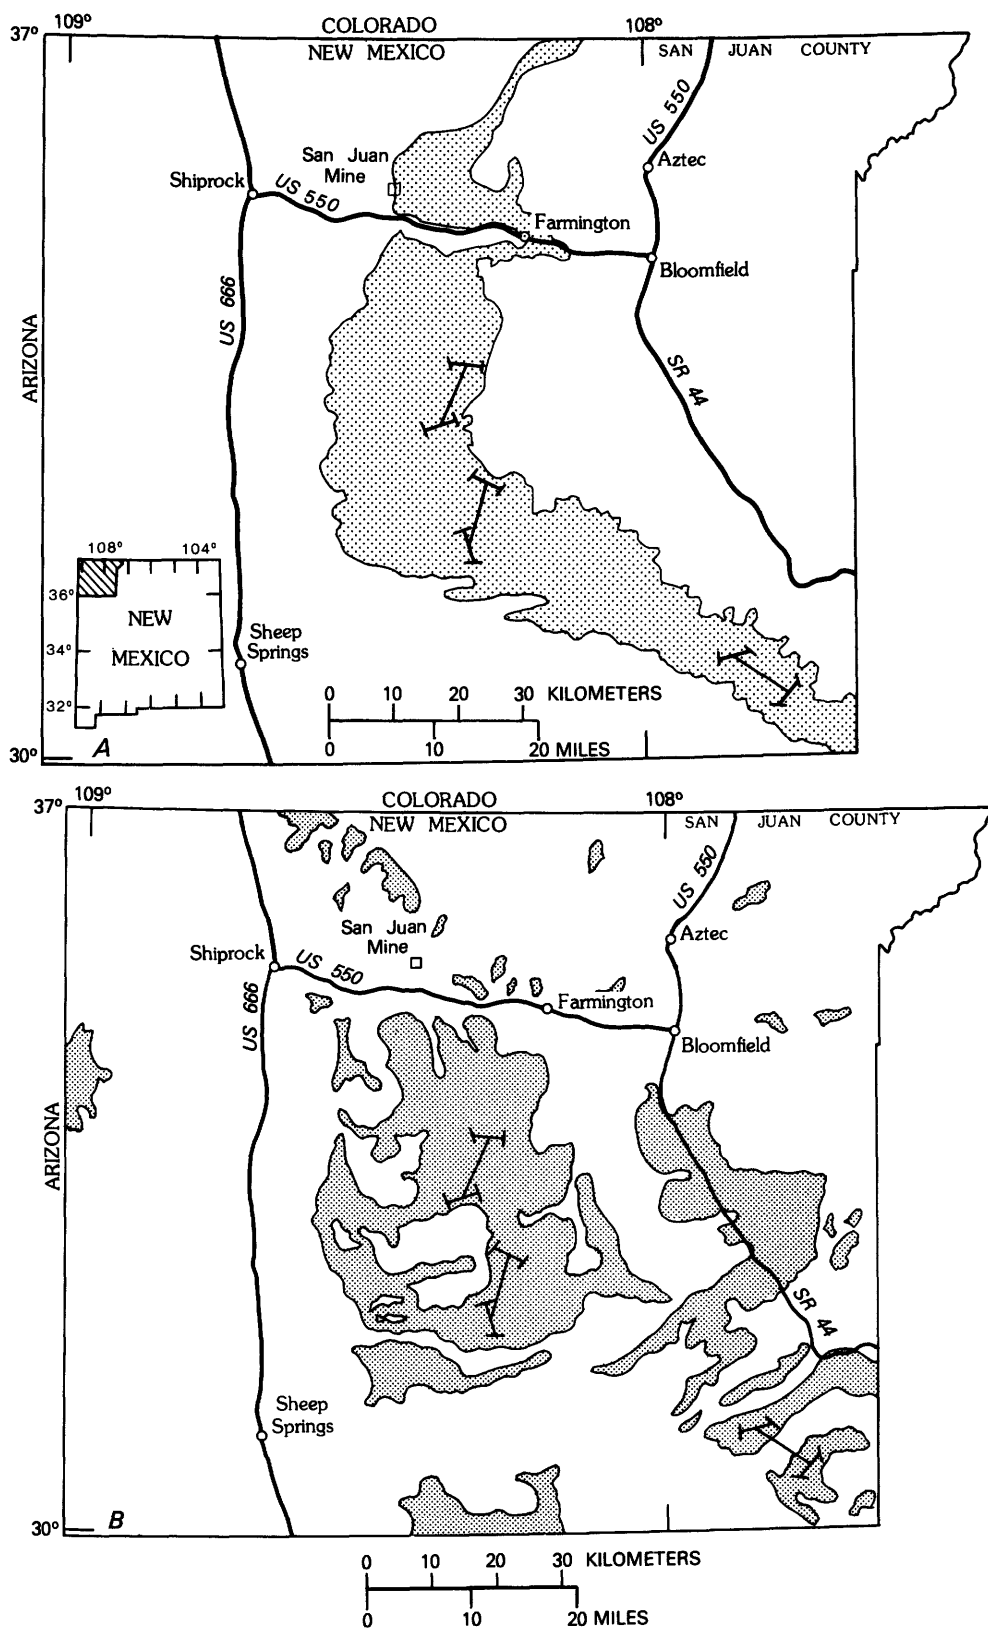 109°
COLORADO
108°
37°
NEW MEXICO
SAN JUAN COUNTY
US 550
San Juan
Mine
Aztec
Shiprock
US 550
Farmington
Bloomfield
US 666
ARIZONA
SR 44
108° 104°
36°
NEW
MEXICO
34°
32°
Sheep
Springs
0 10 20 30 KILOMETERS
0 10 20 MILES
30°
A
109°
COLORADO
108°
37°
NEW MEXICO
SAN JUAN COUNTY
US 550
San Juan
Mine
Aztec
Shiprock
US 550
Farmington
US 666
Bloomfield
ARIZONA
SR 44
Sheep
Springs
30°
B
0 10 20 30 KILOMETERS
0 10 20 MILES